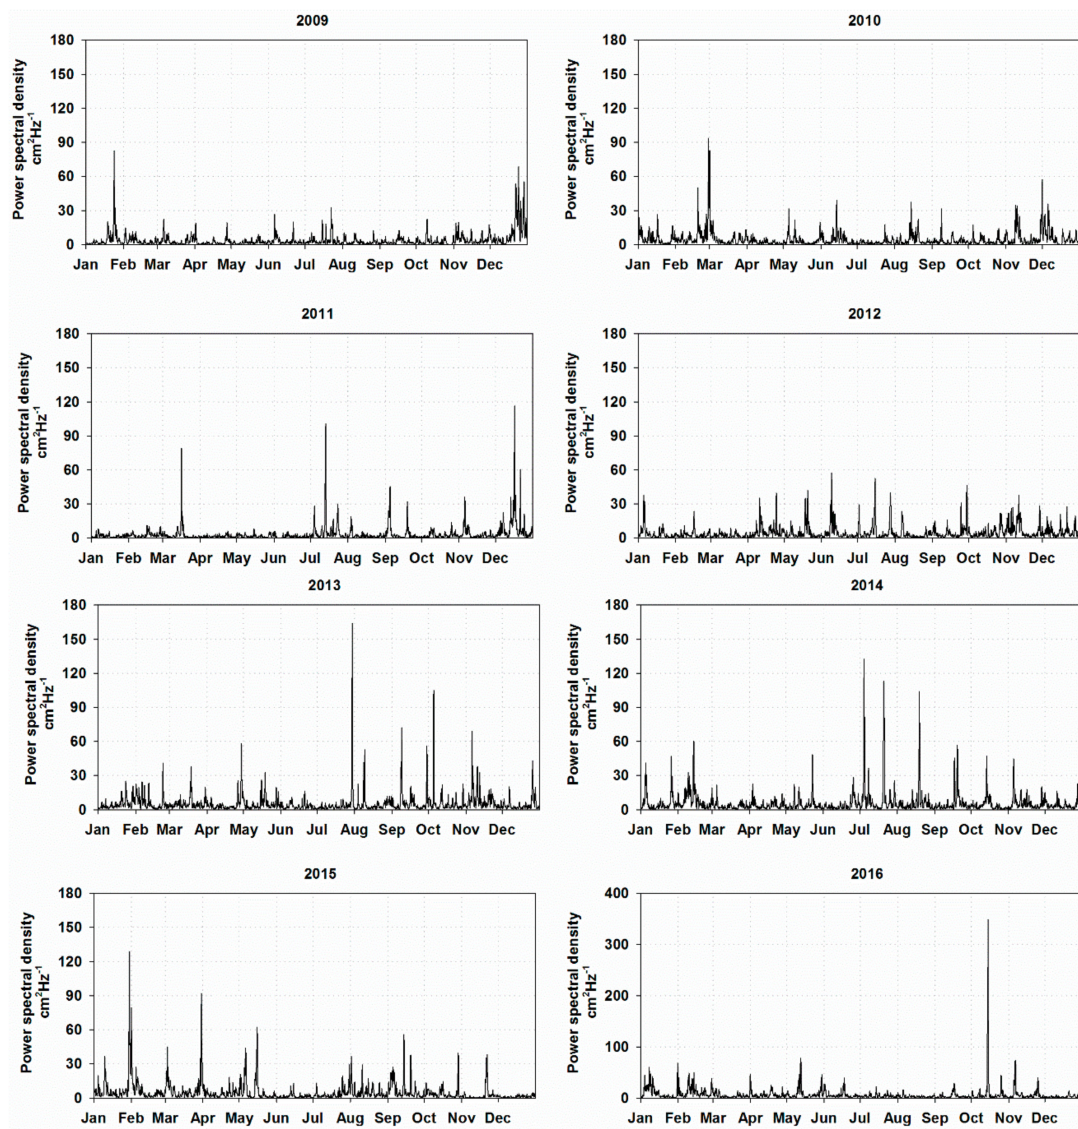 2009
Power spectral density
cm²Hz⁻¹
180
150
120
90
60
30
0
Jan Feb Mar Apr May Jun Jul Aug Sep Oct Nov Dec
2010
Power spectral density
cm²Hz⁻¹
180
150
120
90
60
30
0
Jan Feb Mar Apr May Jun Jul Aug Sep Oct Nov Dec
2011
Power spectral density
cm²Hz⁻¹
180
150
120
90
60
30
0
Jan Feb Mar Apr May Jun Jul Aug Sep Oct Nov Dec
2012
Power spectral density
cm²Hz⁻¹
180
150
120
90
60
30
0
Jan Feb Mar Apr May Jun Jul Aug Sep Oct Nov Dec
2013
Power spectral density
cm²Hz⁻¹
180
150
120
90
60
30
0
Jan Feb Mar Apr May Jun Jul Aug Sep Oct Nov Dec
2014
Power spectral density
cm²Hz⁻¹
180
150
120
90
60
30
0
Jan Feb Mar Apr May Jun Jul Aug Sep Oct Nov Dec
2015
Power spectral density
cm²Hz⁻¹
180
150
120
90
60
30
0
Jan Feb Mar Apr May Jun Jul Aug Sep Oct Nov Dec
2016
Power spectral density
cm²Hz⁻¹
400
300
200
100
0
Jan Feb Mar Apr May Jun Jul Aug Sep Oct Nov Dec